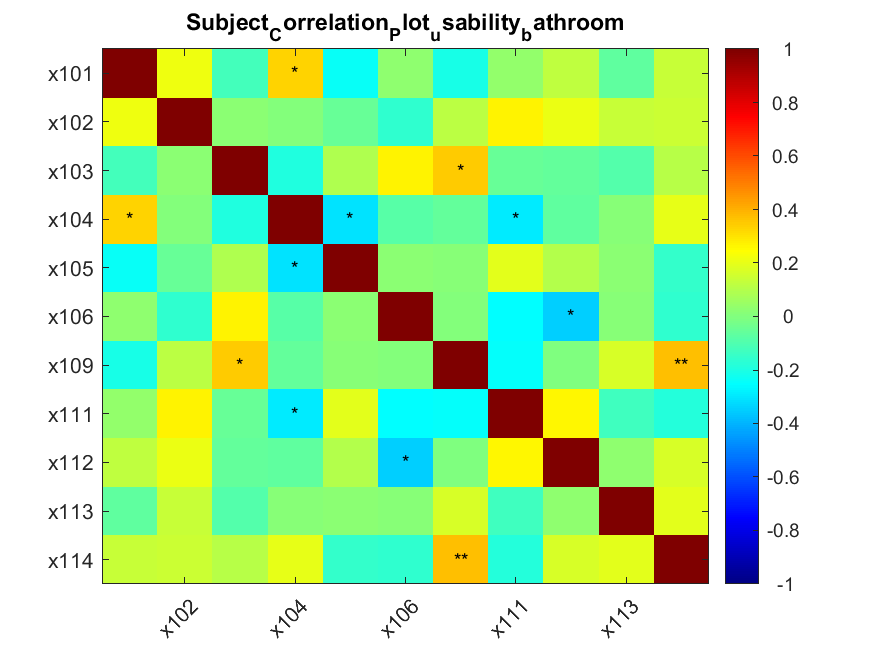 Subject_Correlation_Plot_usability_bathroom
x101 * 1
x102 0.8
x103 * 0.6
x104 * * * 0.4
x105 * 0.2
x106 * 0
x109 * ** -0.2
x111 * -0.4
x112 * -0.6
x113 -0.8
x114 ** -1
x102 x104 x106 x111 x113